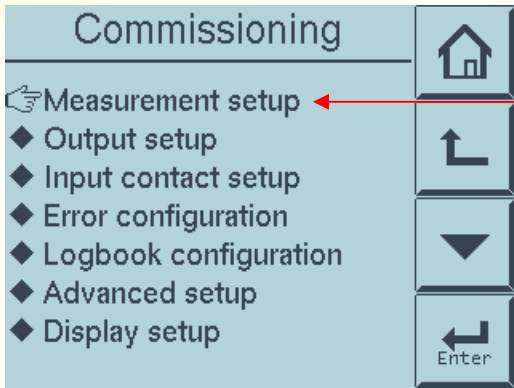 Commissioning
Measurement setup
Output setup
Input contact setup
Error configuration
Logbook configuration
Advanced setup
Display setup
Enter